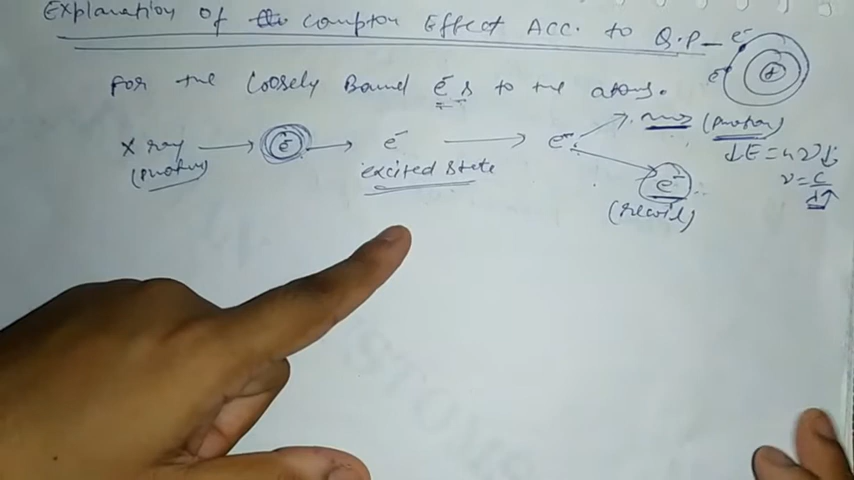 Explanation of Compton Effect Acc. to Q.P
For the Loosely Bound e⁻s to the atoms.
e⁻
e⁻
+
X ray → e⁻ → e⁻ → e⁻
(Photon)
excited state
(Photon)
↓E = hν↓
ν = c/λ↑
e⁻
(recoil)